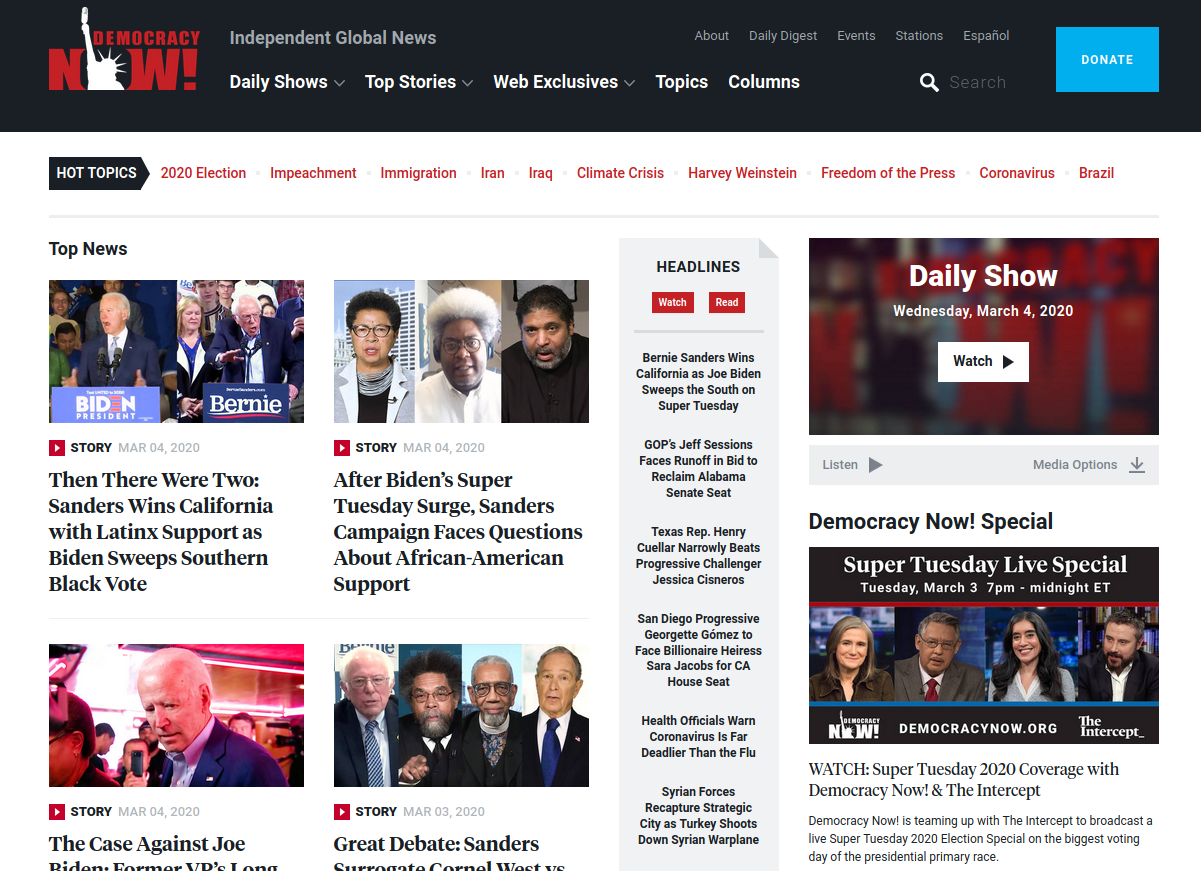 DEMOCRACY
NOW!
Independent Global News
About Daily Digest Events Stations Español
DONATE
Daily Shows Top Stories Web Exclusives Topics Columns
Search
HOT TOPICS 2020 Election Impeachment Immigration Iran Iraq Climate Crisis Harvey Weinstein Freedom of the Press Coronavirus Brazil
Top News
BIDEN
PRESIDENT
berniesanders.com
Bernie
STORY MAR 04, 2020
Then There Were Two:
Sanders Wins California
with Latinx Support as
Biden Sweeps Southern
Black Vote
STORY MAR 04, 2020
After Biden’s Super
Tuesday Surge, Sanders
Campaign Faces Questions
About African-American
Support
STORY MAR 04, 2020
The Case Against Joe
Biden: Former VP’s Long
Bernie
STORY MAR 03, 2020
Great Debate: Sanders
Surrogate Cornel West vs
HEADLINES
Watch Read
Bernie Sanders Wins
California as Joe Biden
Sweeps the South on
Super Tuesday
GOP’s Jeff Sessions
Faces Runoff in Bid to
Reclaim Alabama
Senate Seat
Texas Rep. Henry
Cuellar Narrowly Beats
Progressive Challenger
Jessica Cisneros
San Diego Progressive
Georgette Gómez to
Face Billionaire Heiress
Sara Jacobs for CA
House Seat
Health Officials Warn
Coronavirus Is Far
Deadlier Than the Flu
Syrian Forces
Recapture Strategic
City as Turkey Shoots
Down Syrian Warplane
Daily Show
Wednesday, March 4, 2020
Watch
Listen Media Options
Democracy Now! Special
Super Tuesday Live Special
Tuesday, March 3 7pm - midnight ET
DEMOCRACY
NOW!
DEMOCRACYNOW.ORG
The
Intercept_
WATCH: Super Tuesday 2020 Coverage with
Democracy Now! & The Intercept
Democracy Now! is teaming up with The Intercept to broadcast a
live Super Tuesday 2020 Election Special on the biggest voting
day of the presidential primary race.